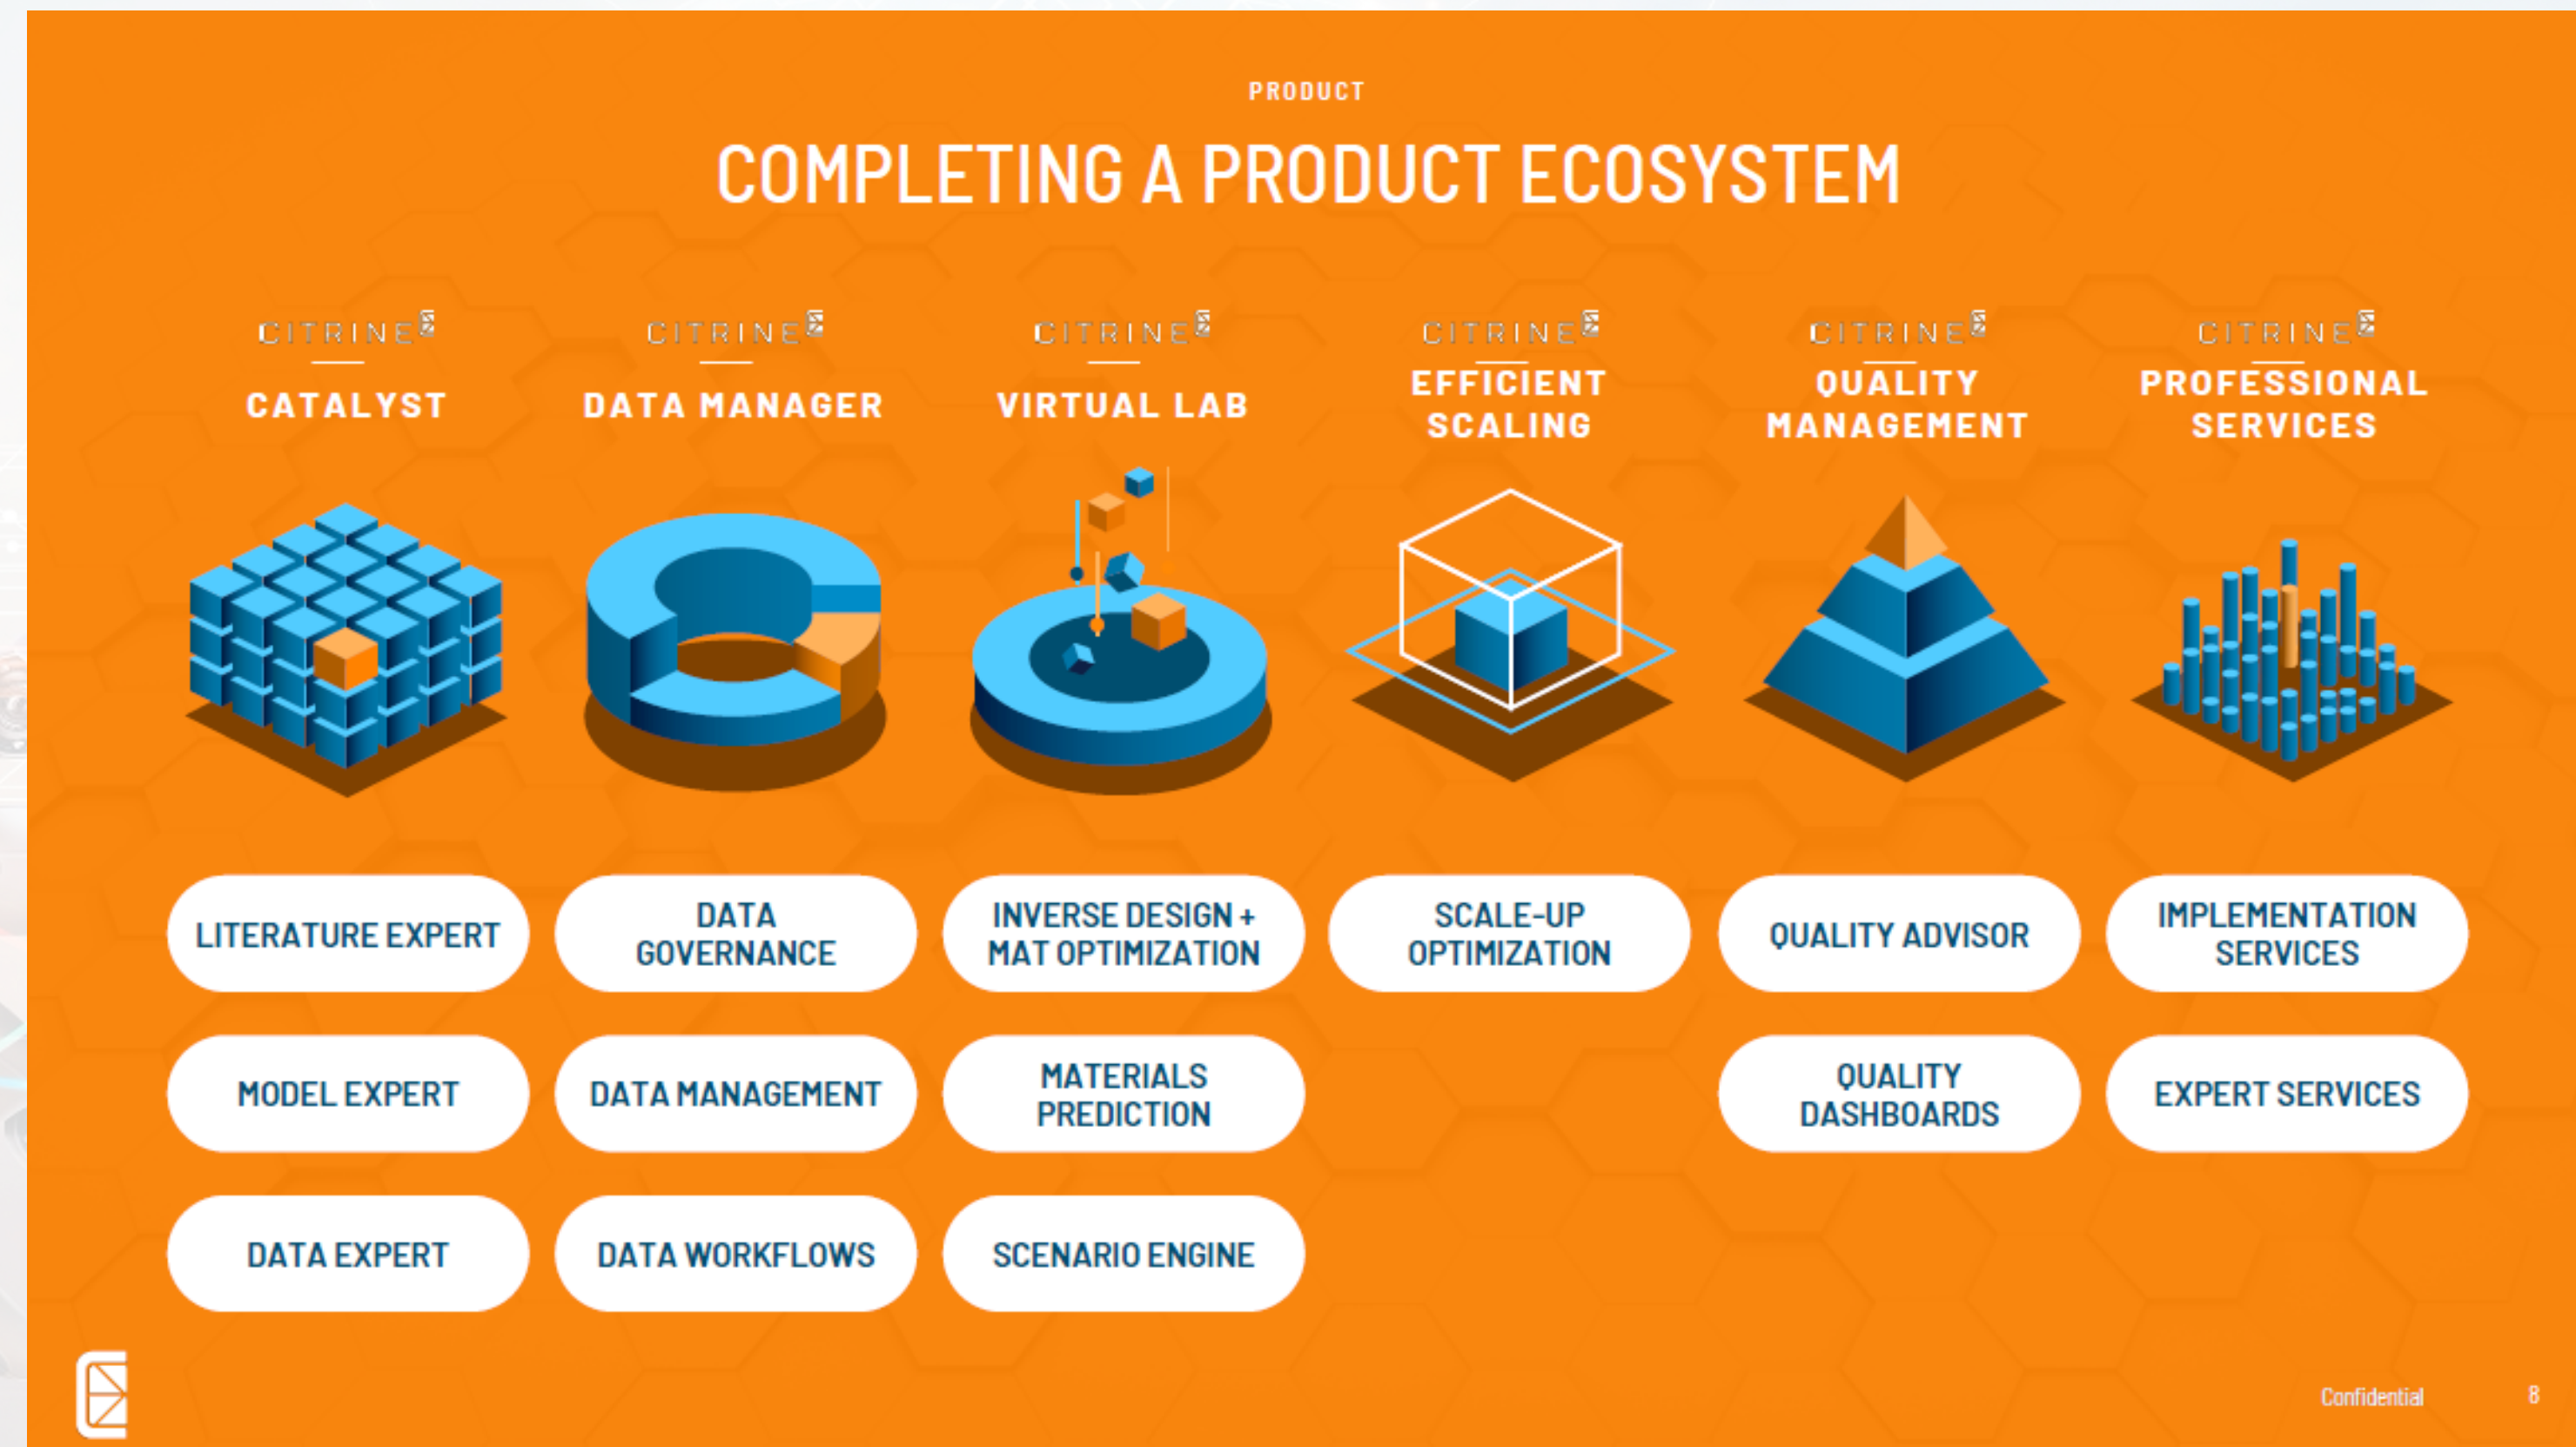 PRODUCT
COMPLETING A PRODUCT ECOSYSTEM
CITRINE
CATALYST
CITRINE
DATA MANAGER
CITRINE
VIRTUAL LAB
CITRINE
EFFICIENT
SCALING
CITRINE
QUALITY
MANAGEMENT
CITRINE
PROFESSIONAL
SERVICES
LITERATURE EXPERT
DATA
GOVERNANCE
INVERSE DESIGN +
MAT OPTIMIZATION
SCALE-UP
OPTIMIZATION
QUALITY ADVISOR
IMPLEMENTATION
SERVICES
MODEL EXPERT
DATA MANAGEMENT
MATERIALS
PREDICTION
QUALITY
DASHBOARDS
EXPERT SERVICES
DATA EXPERT
DATA WORKFLOWS
SCENARIO ENGINE
Confidential
8